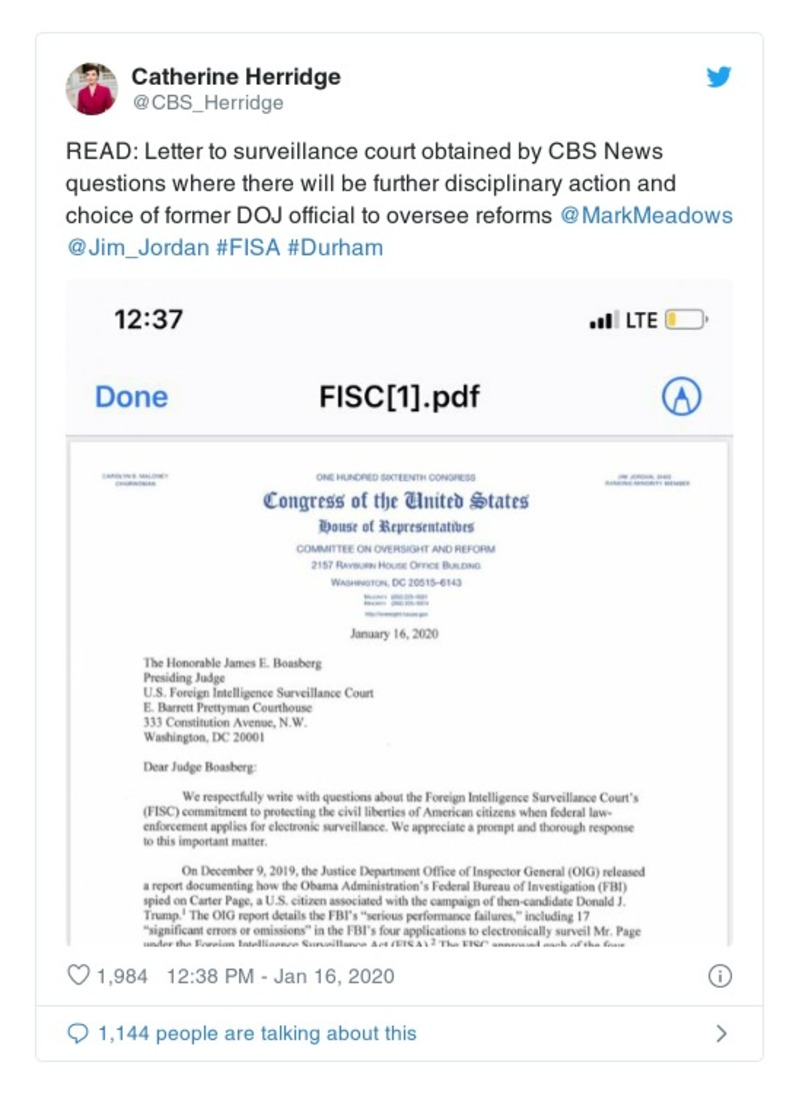 Catherine Herridge
@CBS_Herridge
READ: Letter to surveillance court obtained by CBS News
questions where there will be further disciplinary action and
choice of former DOJ official to oversee reforms @MarkMeadows
@Jim_Jordan #FISA #Durham
12:37
LTE
Done
FISC[1].pdf
CAROLYN B. MALONEY
CHAIRWOMAN
ONE HUNDRED SIXTEENTH CONGRESS
JIM JORDAN, OHIO
RANKING MINORITY MEMBER
Congress of the United States
House of Representatives
COMMITTEE ON OVERSIGHT AND REFORM
2157 RAYBURN HOUSE OFFICE BUILDING
WASHINGTON, DC 20515-6143
http://oversight.house.gov
January 16, 2020
The Honorable James E. Boasberg
Presiding Judge
U.S. Foreign Intelligence Surveillance Court
E. Barrett Prettyman Courthouse
333 Constitution Avenue, N.W.
Washington, DC 20001
Dear Judge Boasberg:
We respectfully write with questions about the Foreign Intelligence Surveillance Court's
(FISC) commitment to protecting the civil liberties of American citizens when federal law-
enforcement applies for electronic surveillance. We appreciate a prompt and thorough response
to this important matter.
On December 9, 2019, the Justice Department Office of Inspector General (OIG) released
a report documenting how the Obama Administration's Federal Bureau of Investigation (FBI)
spied on Carter Page, a U.S. citizen associated with the campaign of then-candidate Donald J.
Trump.1 The OIG report details the FBI's "serious performance failures," including 17
"significant errors or omissions" in the FBI's four applications to electronically surveil Mr. Page
under the Foreign Intelligence Surveillance Act (FISA).2 The FISC approved each of the four
1,984 12:38 PM - Jan 16, 2020
1,144 people are talking about this